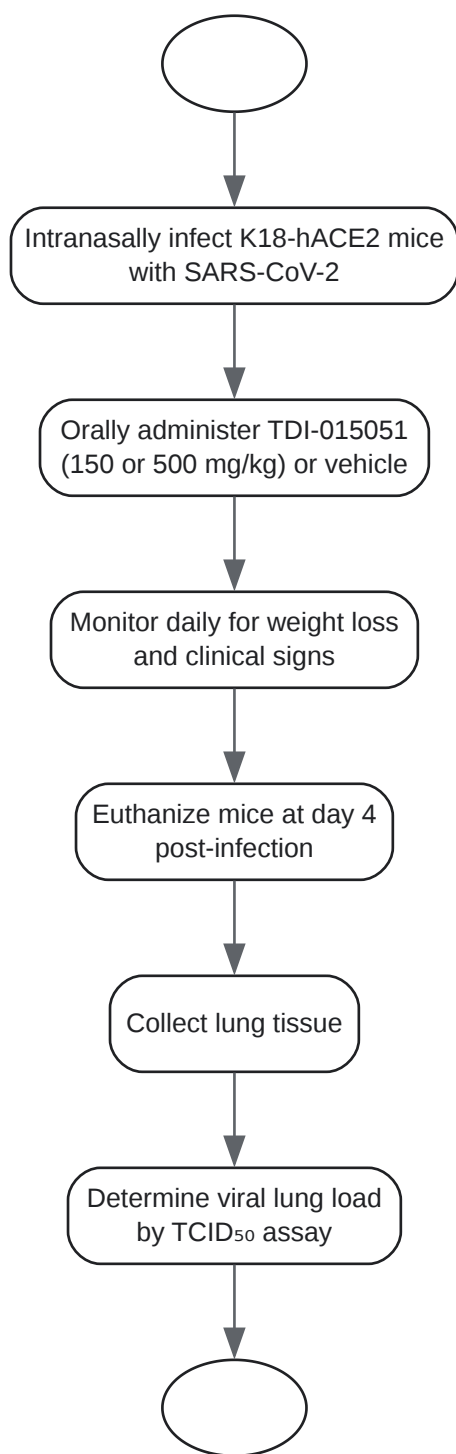 Intranasally infect K18-hACE2 mice
with SARS-CoV-2
Orally administer TDI-015051
(150 or 500 mg/kg) or vehicle
Monitor daily for weight loss
and clinical signs
Euthanize mice at day 4
post-infection
Collect lung tissue
Determine viral lung load
by TCID₅₀ assay